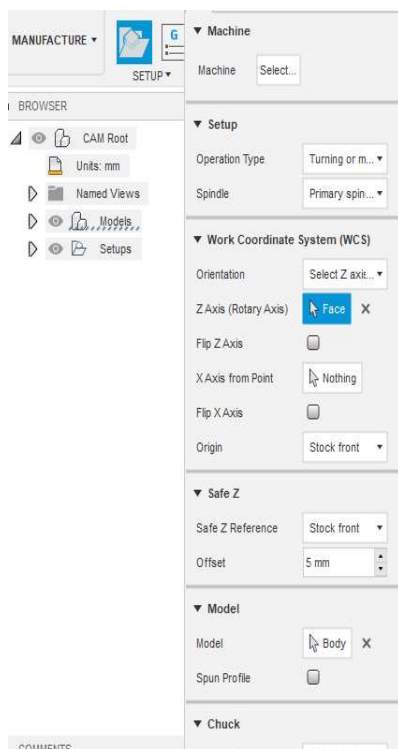 MANUFACTURE
SETUP
G
BROWSER
CAM Root
Units: mm
Named Views
Models
Setups
Machine
Machine Select...
Setup
Operation Type Turning or m...
Spindle Primary spin...
Work Coordinate System (WCS)
Orientation Select Z axi...
Z Axis (Rotary Axis) Face X
Flip Z Axis
X Axis from Point Nothing
Flip X Axis
Origin Stock front
Safe Z
Safe Z Reference Stock front
Offset 5 mm
Model
Model Body X
Spun Profile
Chuck
COMMENTS